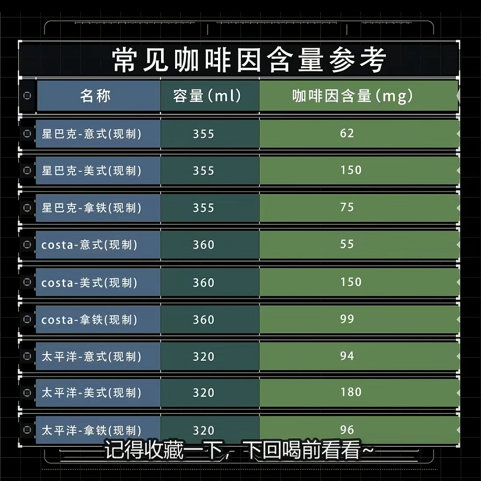 常见咖啡因含量参考
名称 容量(ml) 咖啡因含量(mg)
星巴克-意式(现制) 355 62
星巴克-美式(现制) 355 150
星巴克-拿铁(现制) 355 75
costa-意式(现制) 360 55
costa-美式(现制) 360 150
costa-拿铁(现制) 360 99
太平洋-意式(现制) 320 94
太平洋-美式(现制) 320 180
太平洋-拿铁(现制) 320 96
记得收藏一下，下回喝前看看~